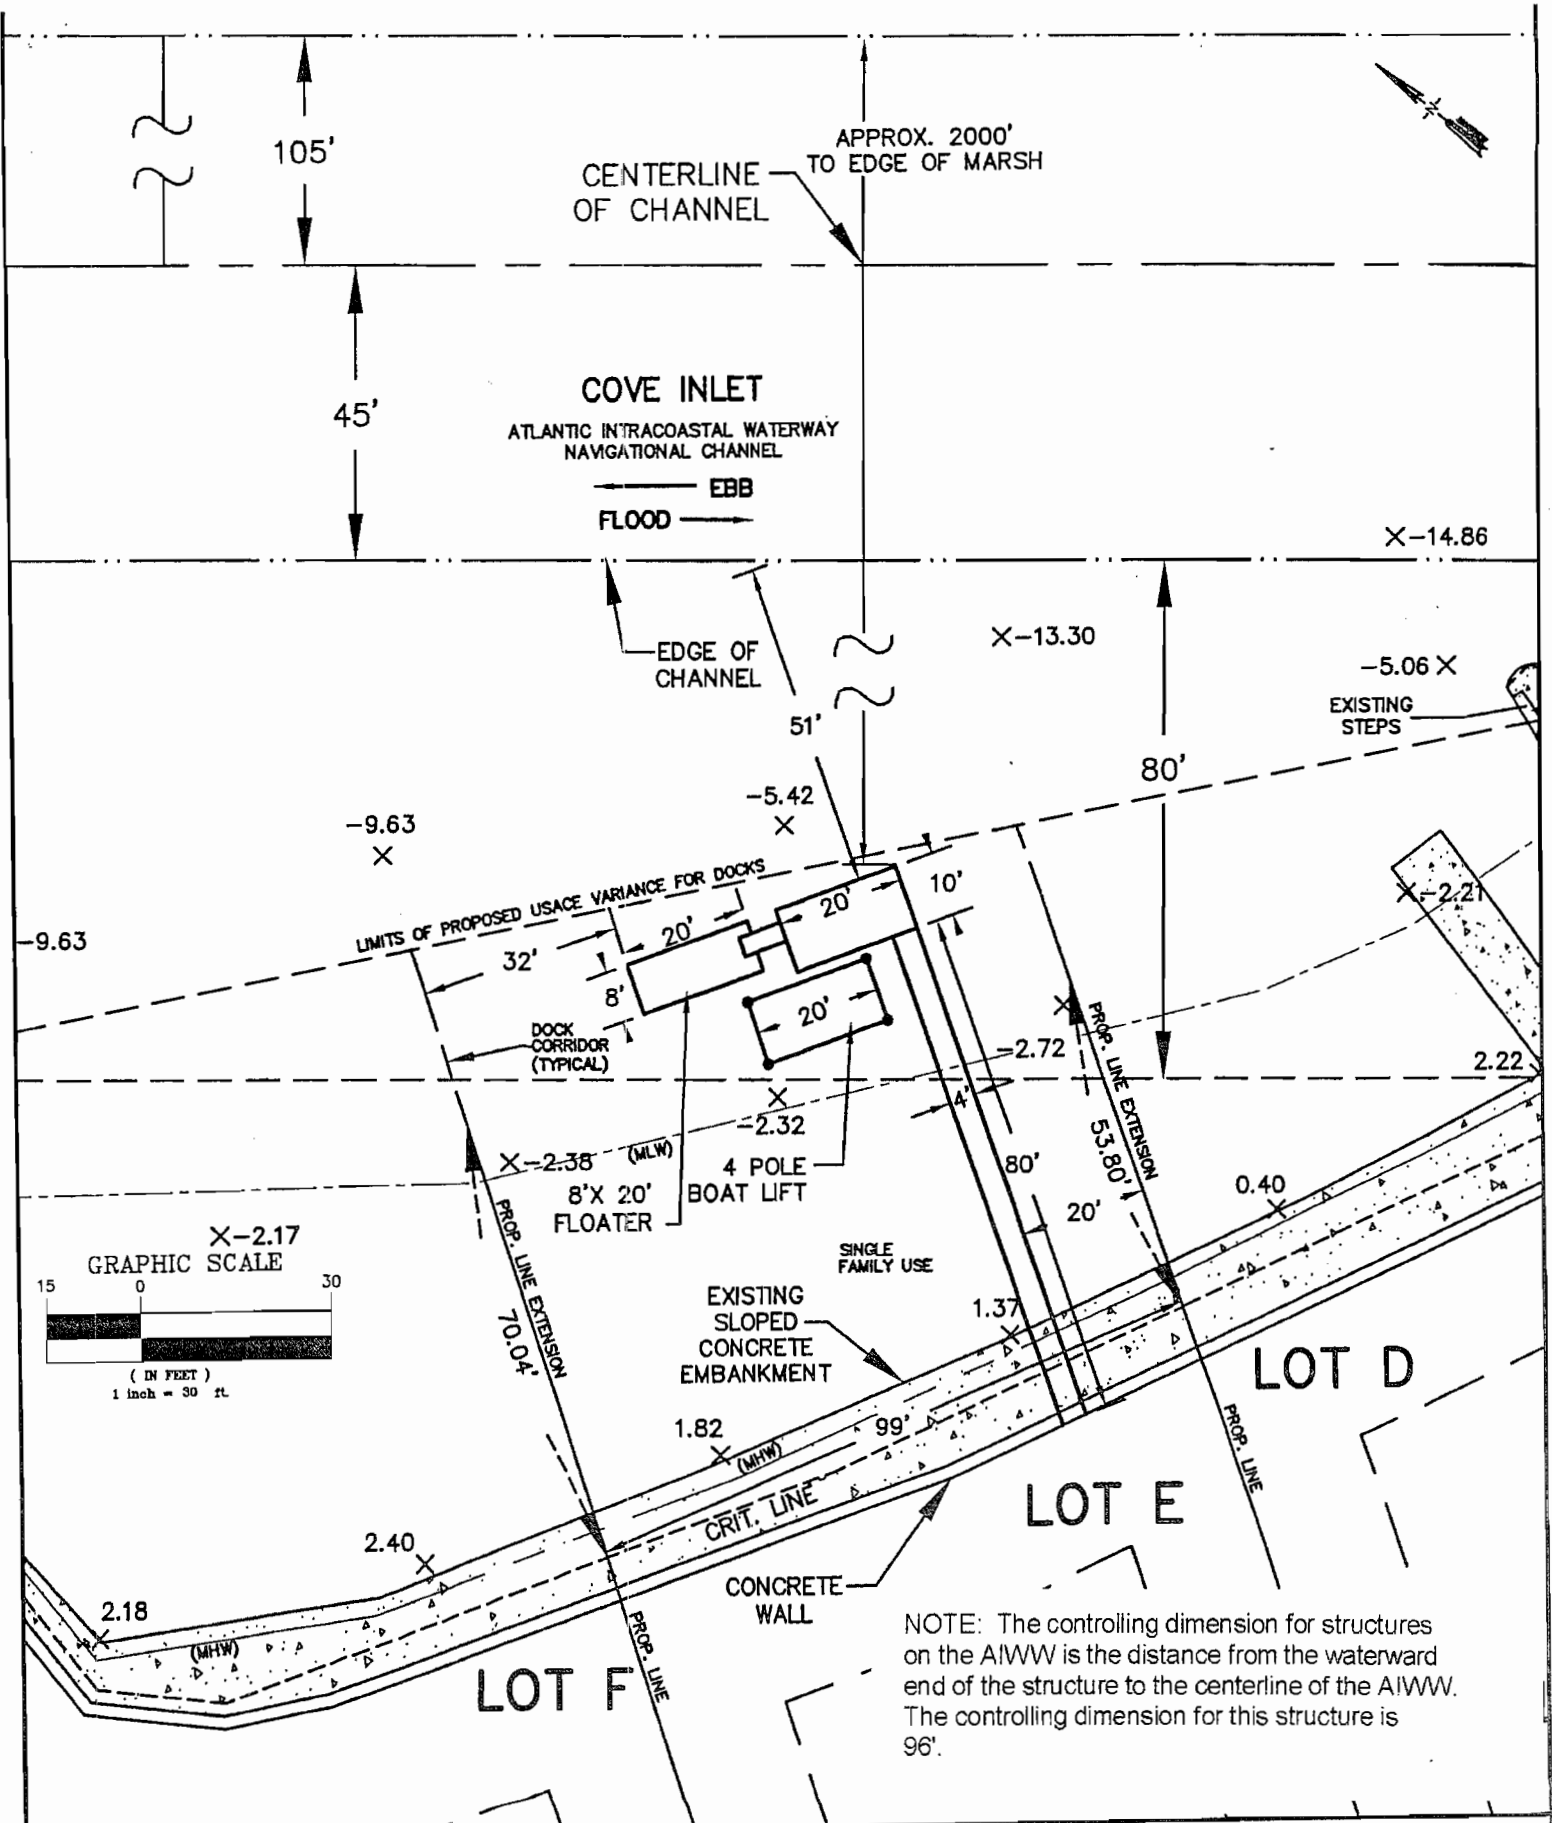 105'
APPROX. 2000'
TO EDGE OF MARSH
CENTERLINE
OF CHANNEL
N
45'
COVE INLET
ATLANTIC INTRACOASTAL WATERWAY
NAVIGATIONAL CHANNEL
EBB
FLOOD
-14.86
EDGE OF
CHANNEL
-13.30
-5.06
EXISTING
STEPS
51'
80'
-5.42
-9.63
LIMITS OF PROPOSED USACE VARIANCE FOR DOCKS
20'
10'
-2.21
-9.63
20'
32'
8'
20'
DOCK
CORRIDOR
(TYPICAL)
PROP. LINE EXTENSION
53.80'
-2.72
2.22
4'
-2.32
-2.38
(MLW)
4 POLE
BOAT LIFT
8'X 20'
FLOATER
80'
20'
0.40
PROP. LINE EXTENSION
70.04'
-2.17
GRAPHIC SCALE
15 0 30
( IN FEET )
1 inch = 30 ft.
SINGLE
FAMILY USE
EXISTING
SLOPED
CONCRETE
EMBANKMENT
1.37
LOT D
1.82
99'
(MHW)
PROP. LINE
LOT E
CRIT. LINE
2.40
CONCRETE
WALL
2.18
(MHW)
PROP. LINE
LOT F
NOTE: The controlling dimension for structures
on the AIWW is the distance from the waterward
end of the structure to the centerline of the AIWW.
The controlling dimension for this structure is
96'.